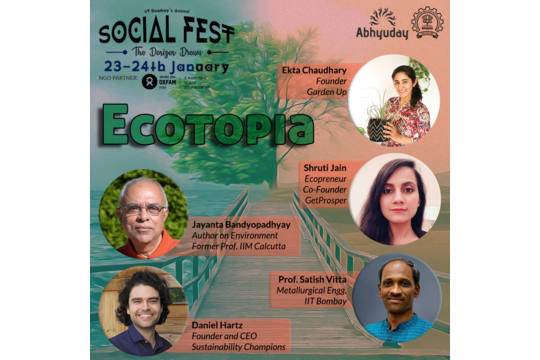 IIT Bombay's Annual
SOCIAL FEST
The Denizen Dream
23-24th January
NGO PARTNER:
OXFAM
India
Abhyuday
Ecotopia
Ekta Chaudhary
Founder
Garden Up
Shruti Jain
Ecopreneur
Co-Founder
GetProsper
Jayanta Bandyopadhyay
Author on Environment
Former Prof. IIM Calcutta
Prof. Satish Vitta
Metallurgical Engg.
IIT Bombay
Daniel Hartz
Founder and CEO
Sustainability Champions